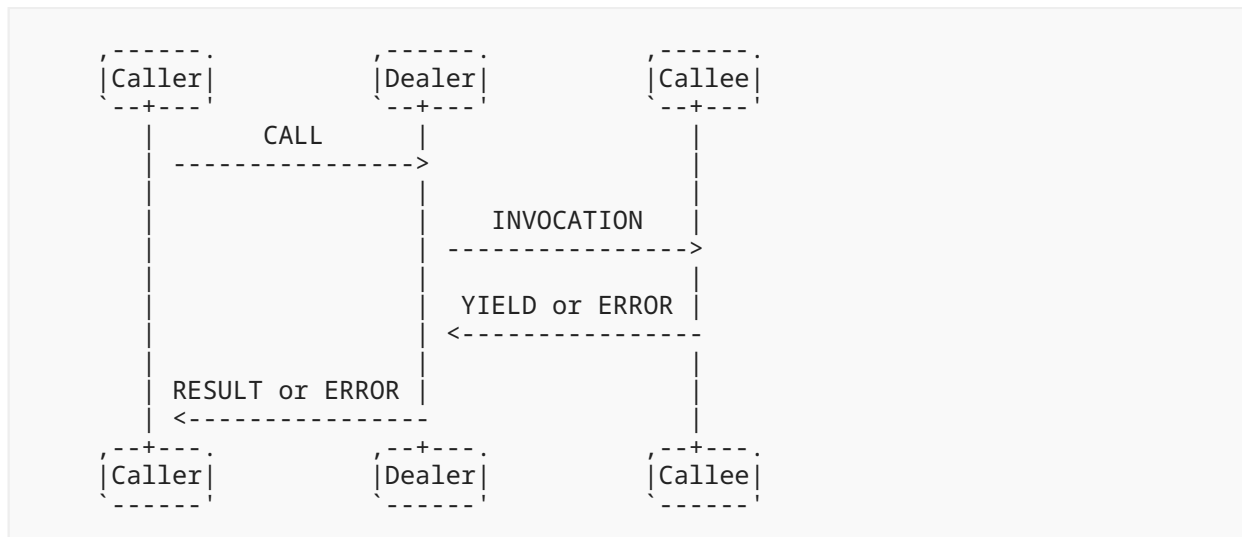 ,------.          ,------.          ,------.
|Caller|          |Dealer|          |Callee|
`--+---'          `--+---'          `--+---'
   |       CALL      |                 |
   | ---------------->                 |
   |                 |                 |
   |                 |    INVOCATION   |
   |                 | ---------------->
   |                 |                 |
   |                 |  YIELD or ERROR |
   |                 | <----------------
   |                 |                 |
   | RESULT or ERROR |                 |
   | <----------------                 |
,--+---.          ,--+---.          ,--+---.
|Caller|          |Dealer|          |Callee|
`------'          `------'          `------'